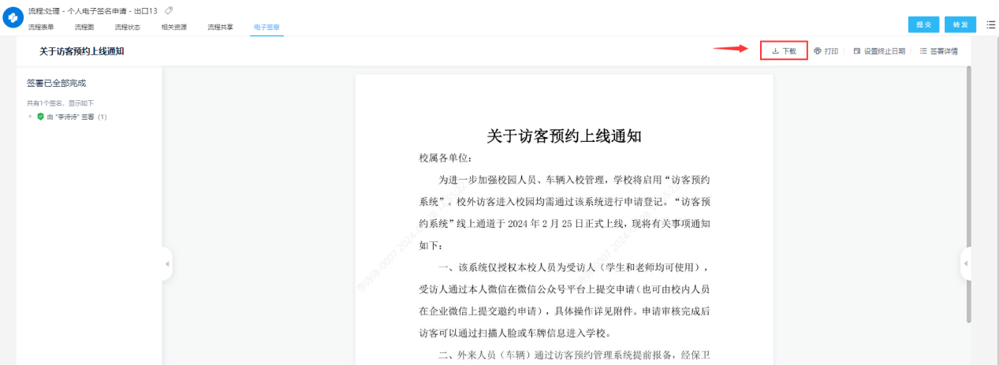 流程:处理 - 个人电子签名申请 - 出口13
流程表单 流程图 流程状态 相关资源 流程共享 电子签章
提交 转发
关于访客预约上线通知
下载 打印 设置终止日期 签署详情
签署已全部完成
共有1个签名，显示如下
由 "李诗诗" 签署（1）
关于访客预约上线通知
校属各单位：
为进一步加强校园人员、车辆入校管理，学校将启用“访客预约
系统”。校外访客进入校园均需通过该系统进行申请登记。“访客预
约系统”线上通道于 2024 年 2 月 25 日正式上线，现将有关事项通知
如下：
一、该系统仅授权本校人员为受访人（学生和老师均可使用），
受访人通过本人微信在微信公众号平台上提交申请（也可由校内人员
在企业微信上提交邀约申请），具体操作详见附件。申请审核完成后
访客可以通过扫描人脸或车牌信息进入学校。
二、外来人员（车辆）通过访客预约管理系统提前报备，经保卫